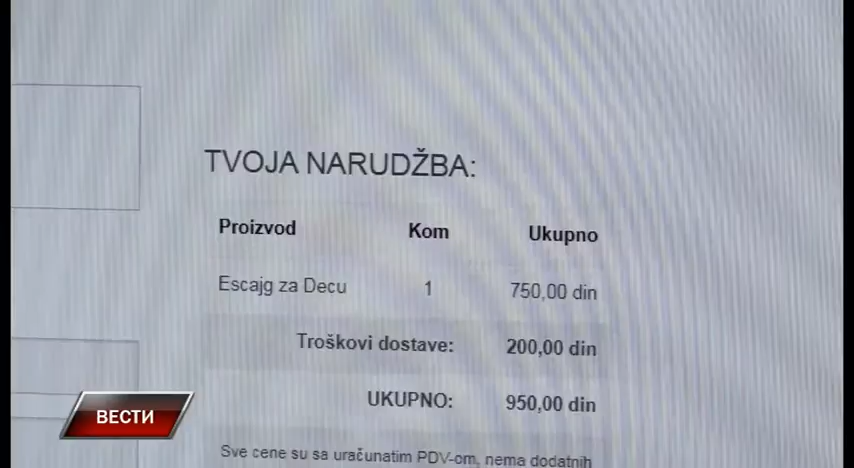 TVOJA NARUDŽBA:
Proizvod Kom Ukupno
Escajg za Decu 1 750,00 din
Troškovi dostave: 200,00 din
UKUPNO: 950,00 din
ВЕСТИ
Sve cene su sa uračunatim PDV-om, nema dodatnih